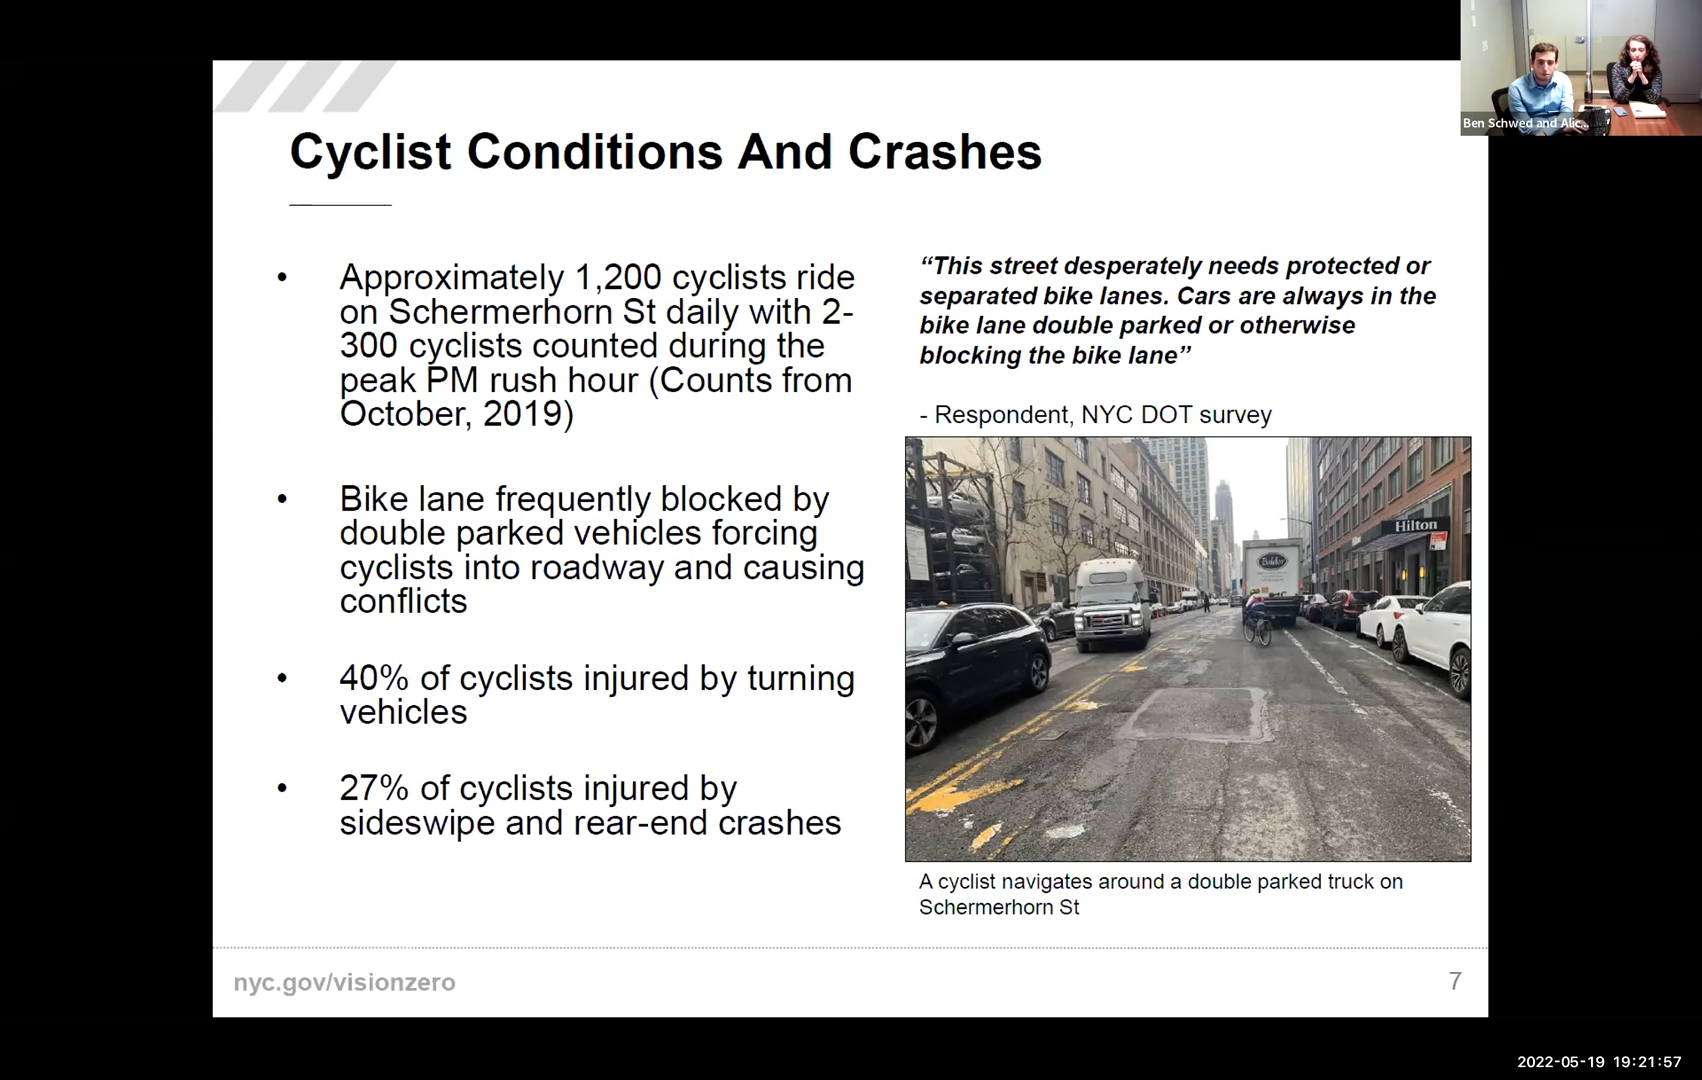 Ben Schwed and Alic...
Cyclist Conditions And Crashes
• Approximately 1,200 cyclists ride
on Schermerhorn St daily with 2-
300 cyclists counted during the
peak PM rush hour (Counts from
October, 2019)
• Bike lane frequently blocked by
double parked vehicles forcing
cyclists into roadway and causing
conflicts
• 40% of cyclists injured by turning
vehicles
• 27% of cyclists injured by
sideswipe and rear-end crashes
“This street desperately needs protected or
separated bike lanes. Cars are always in the
bike lane double parked or otherwise
blocking the bike lane”
- Respondent, NYC DOT survey
Hilton
Baldor
A cyclist navigates around a double parked truck on
Schermerhorn St
nyc.gov/visionzero
7
2022-05-19 19:21:57